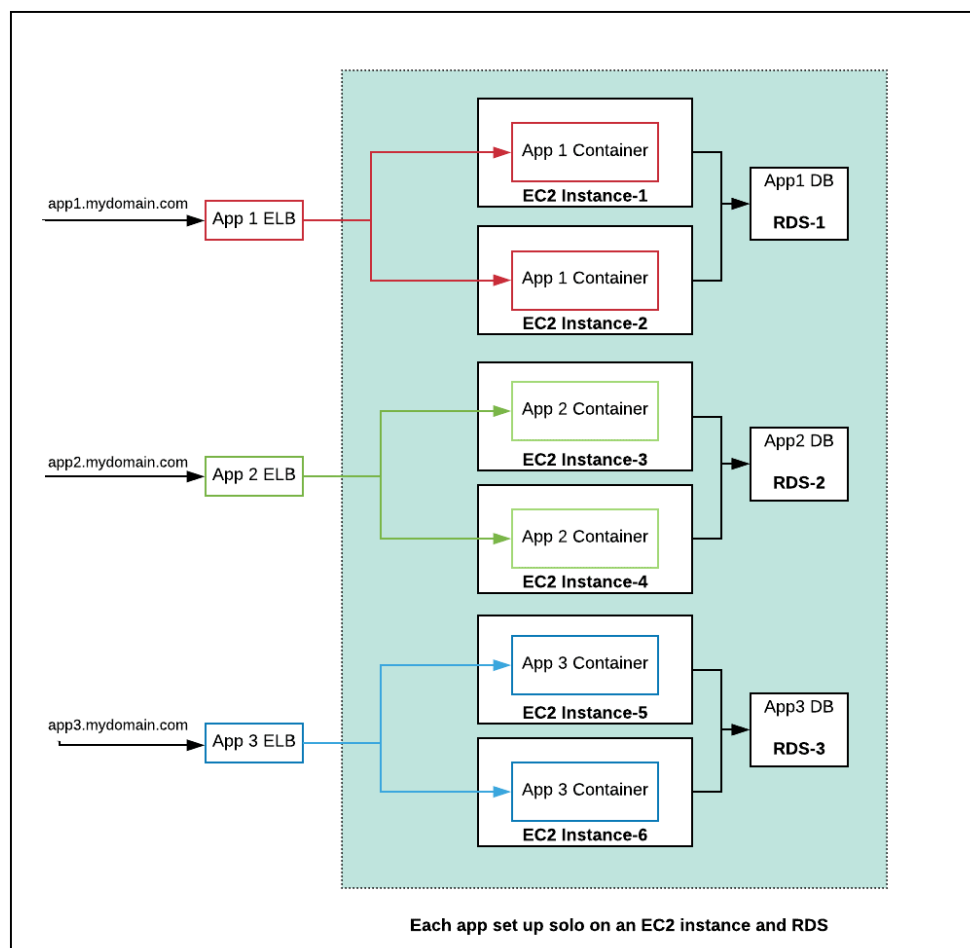 App 1 Container
EC2 Instance-1
app1.mydomain.com
App 1 ELB
App1 DB
RDS-1
App 1 Container
EC2 Instance-2
App 2 Container
EC2 Instance-3
app2.mydomain.com
App 2 ELB
App2 DB
RDS-2
App 2 Container
EC2 Instance-4
App 3 Container
EC2 Instance-5
app3.mydomain.com
App 3 ELB
App3 DB
RDS-3
App 3 Container
EC2 Instance-6
Each app set up solo on an EC2 instance and RDS